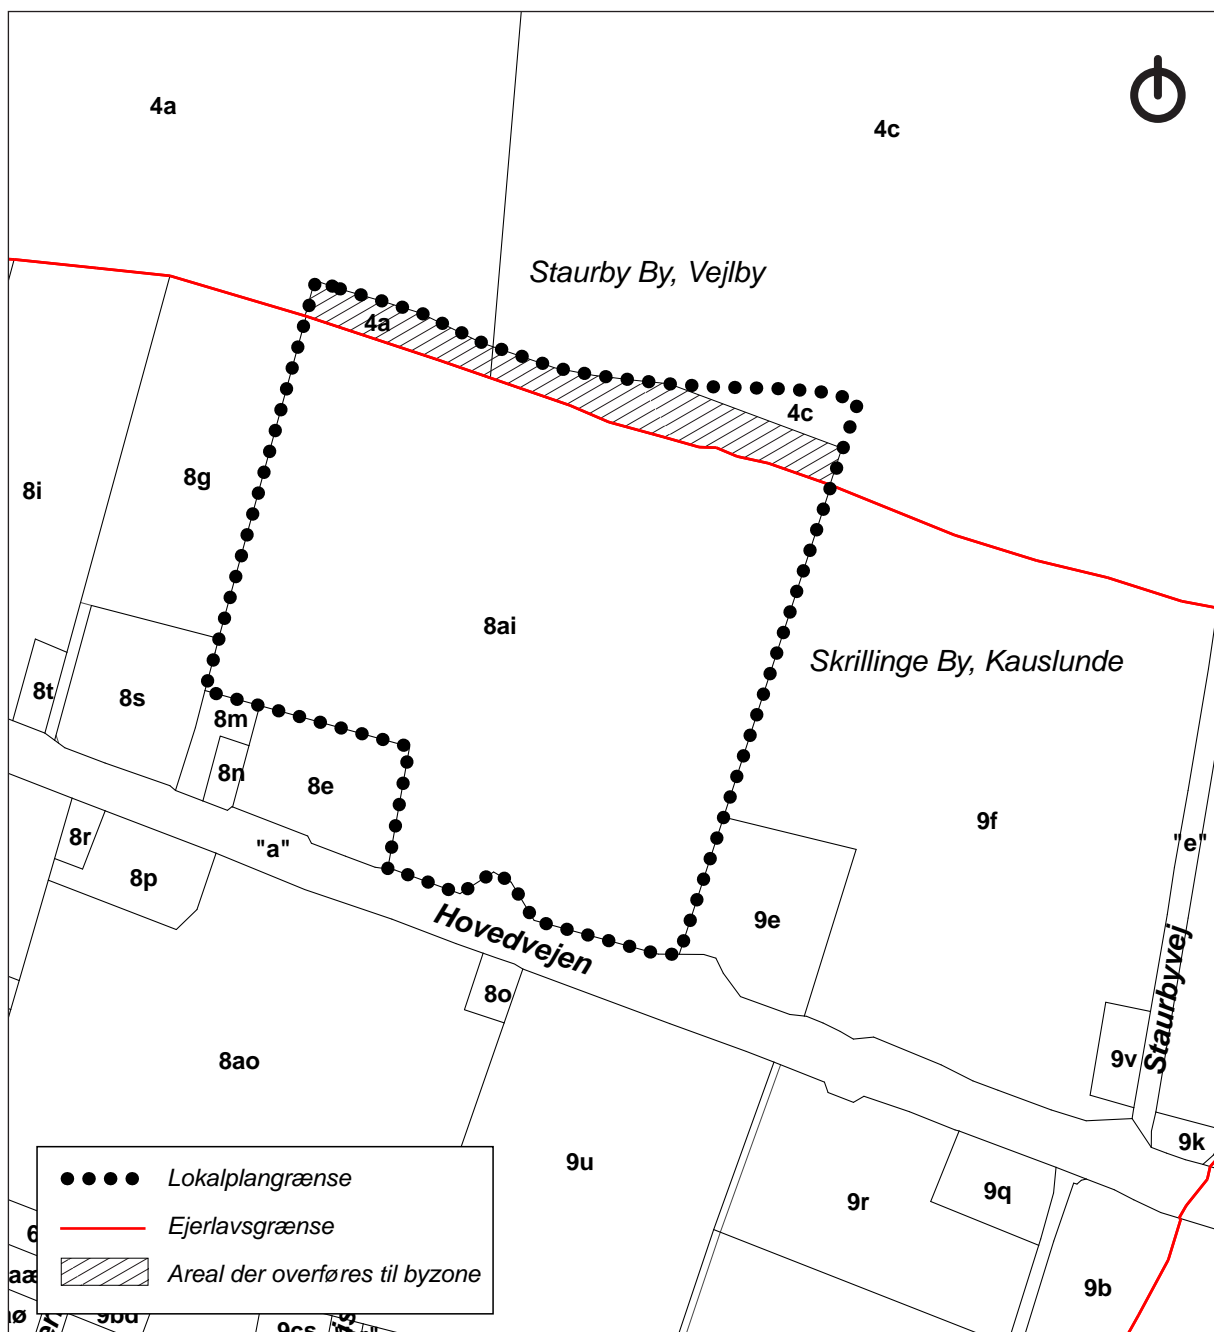 4a
4c
Staurby By, Vejlby
4a
4c
8g
8i
8ai
Skrillinge By, Kauslunde
8t
8s
8m
8n
8e
9f
"e"
8r
"a"
8p
9e
Hovedvejen
8o
Staurbyvej
8ao
9v
9k
9u
9q
9r
9b
Lokalplangrænse
Ejerlavsgrænse
Areal der overføres til byzone
9bd
9cs